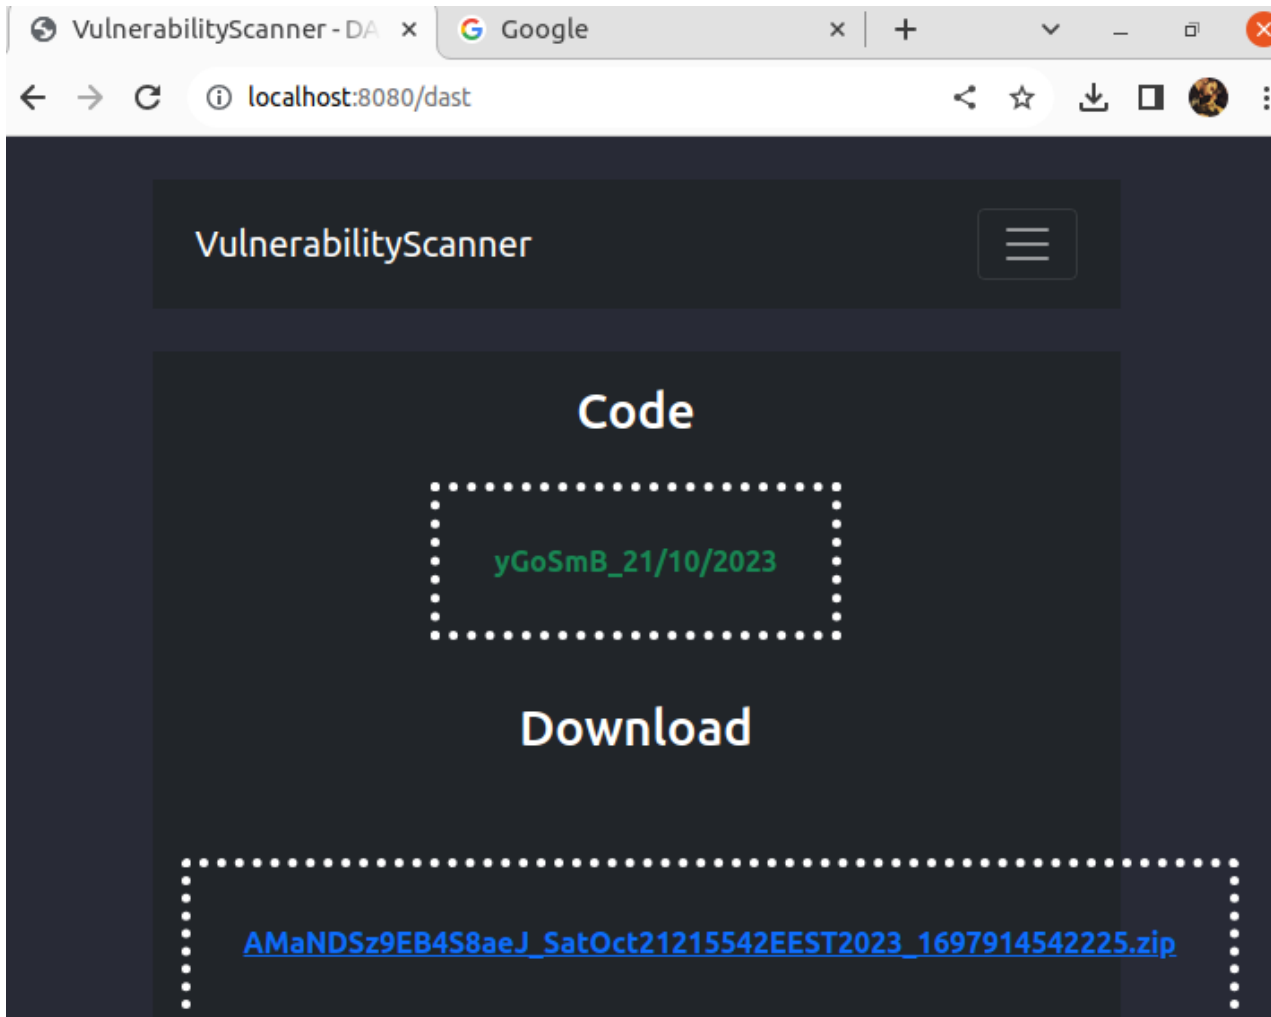 VulnerabilityScanner - DA
Google
localhost:8080/dast
VulnerabilityScanner
Code
yGoSmB_21/10/2023
Download
AMaNDSz9EB4S8aeJ_SatOct21215542EEST2023_1697914542225.zip